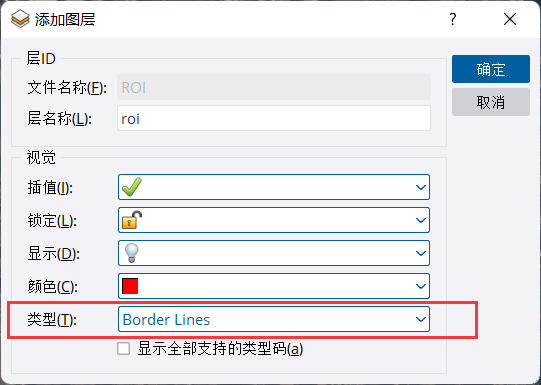 添加图层
?
层ID
文件名称(F):
ROI
确定
层名称(L):
roi
取消
视觉
插值(I):
锁定(L):
显示(D):
颜色(C):
类型(T):
Border Lines
显示全部支持的类型码(a)